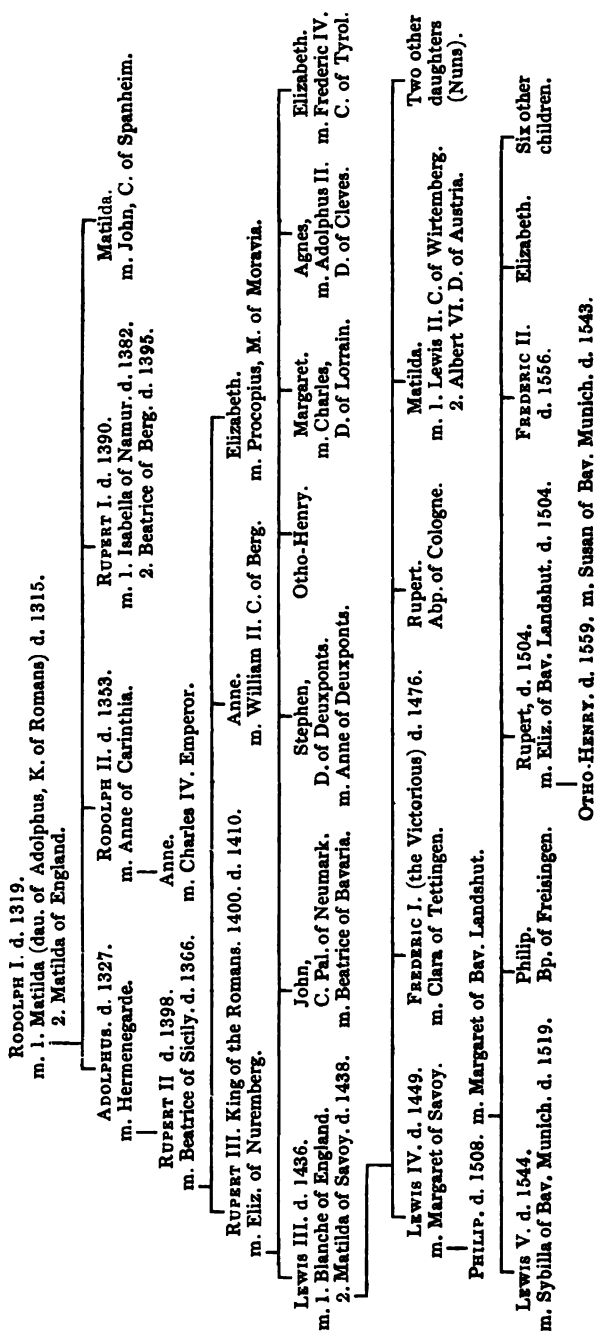 RODOLPH I. d. 1319.
m. 1. Matilda (dau. of Adolphus, K. of Romans) d. 1315.
2. Matilda of England.
ADOLPHUS. d. 1327.
m. Hermenegarde.
RODOLPH II. d. 1353.
m. Anne of Carinthia.
RUPERT I. d. 1390.
m. 1. Isabella of Namur. d. 1382.
2. Beatrice of Berg. d. 1395.
Matilda.
m. John, C. of Spanheim.
RUPERT II d. 1398.
m. Beatrice of Sicily. d. 1366.
Anne.
m. Charles IV. Emperor.
RUPERT III. King of the Romans. 1400. d. 1410.
m. Eliz. of Nuremberg.
Anne.
m. William II. C. of Berg.
Elizabeth.
m. Procopius, M. of Moravia.
LEWIS III. d. 1436.
m. 1. Blanche of England.
2. Matilda of Savoy. d. 1438.
John,
C. Pal. of Neumark.
m. Beatrice of Bavaria.
Stephen,
D. of Deuxponts.
m. Anne of Deuxponts.
Otho-Henry.
Margaret.
m. Charles,
D. of Lorrain.
Agnes,
m. Adolphus II.
D. of Cleves.
Elizabeth.
m. Frederic IV.
C. of Tyrol.
LEWIS IV. d. 1449.
m. Margaret of Savoy.
FREDERIC I. (the Victorious) d. 1476.
m. Clara of Tettingen.
Rupert.
Abp. of Cologne.
Matilda.
m. 1. Lewis II. C. of Wirtemberg.
2. Albert VI. D. of Austria.
Two other
daughters
(Nuns).
PHILIP. d. 1508. m. Margaret of Bav. Landshut.
LEWIS V. d. 1544.
m. Sybilla of Bav. Munich. d. 1519.
Philip.
Bp. of Freisingen.
Rupert, d. 1504.
m. Eliz. of Bav. Landshut. d. 1504.
FREDERIC II.
d. 1556.
Elizabeth.
Six other
children.
OTHO-HENRY. d. 1559. m. Susan of Bav. Munich. d. 1543.